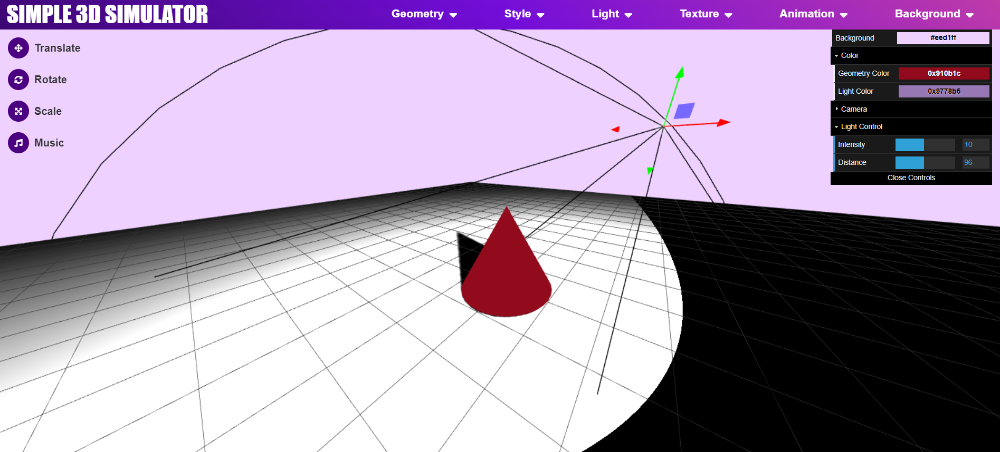 SIMPLE 3D SIMULATOR
Geometry Style Light Texture Animation Background
Translate
Rotate
Scale
Music
Background #eed1ff
Color
Geometry Color 0x910b1c
Light Color 0x9778b5
Camera
Light Control
Intensity 10
Distance 96
Close Controls